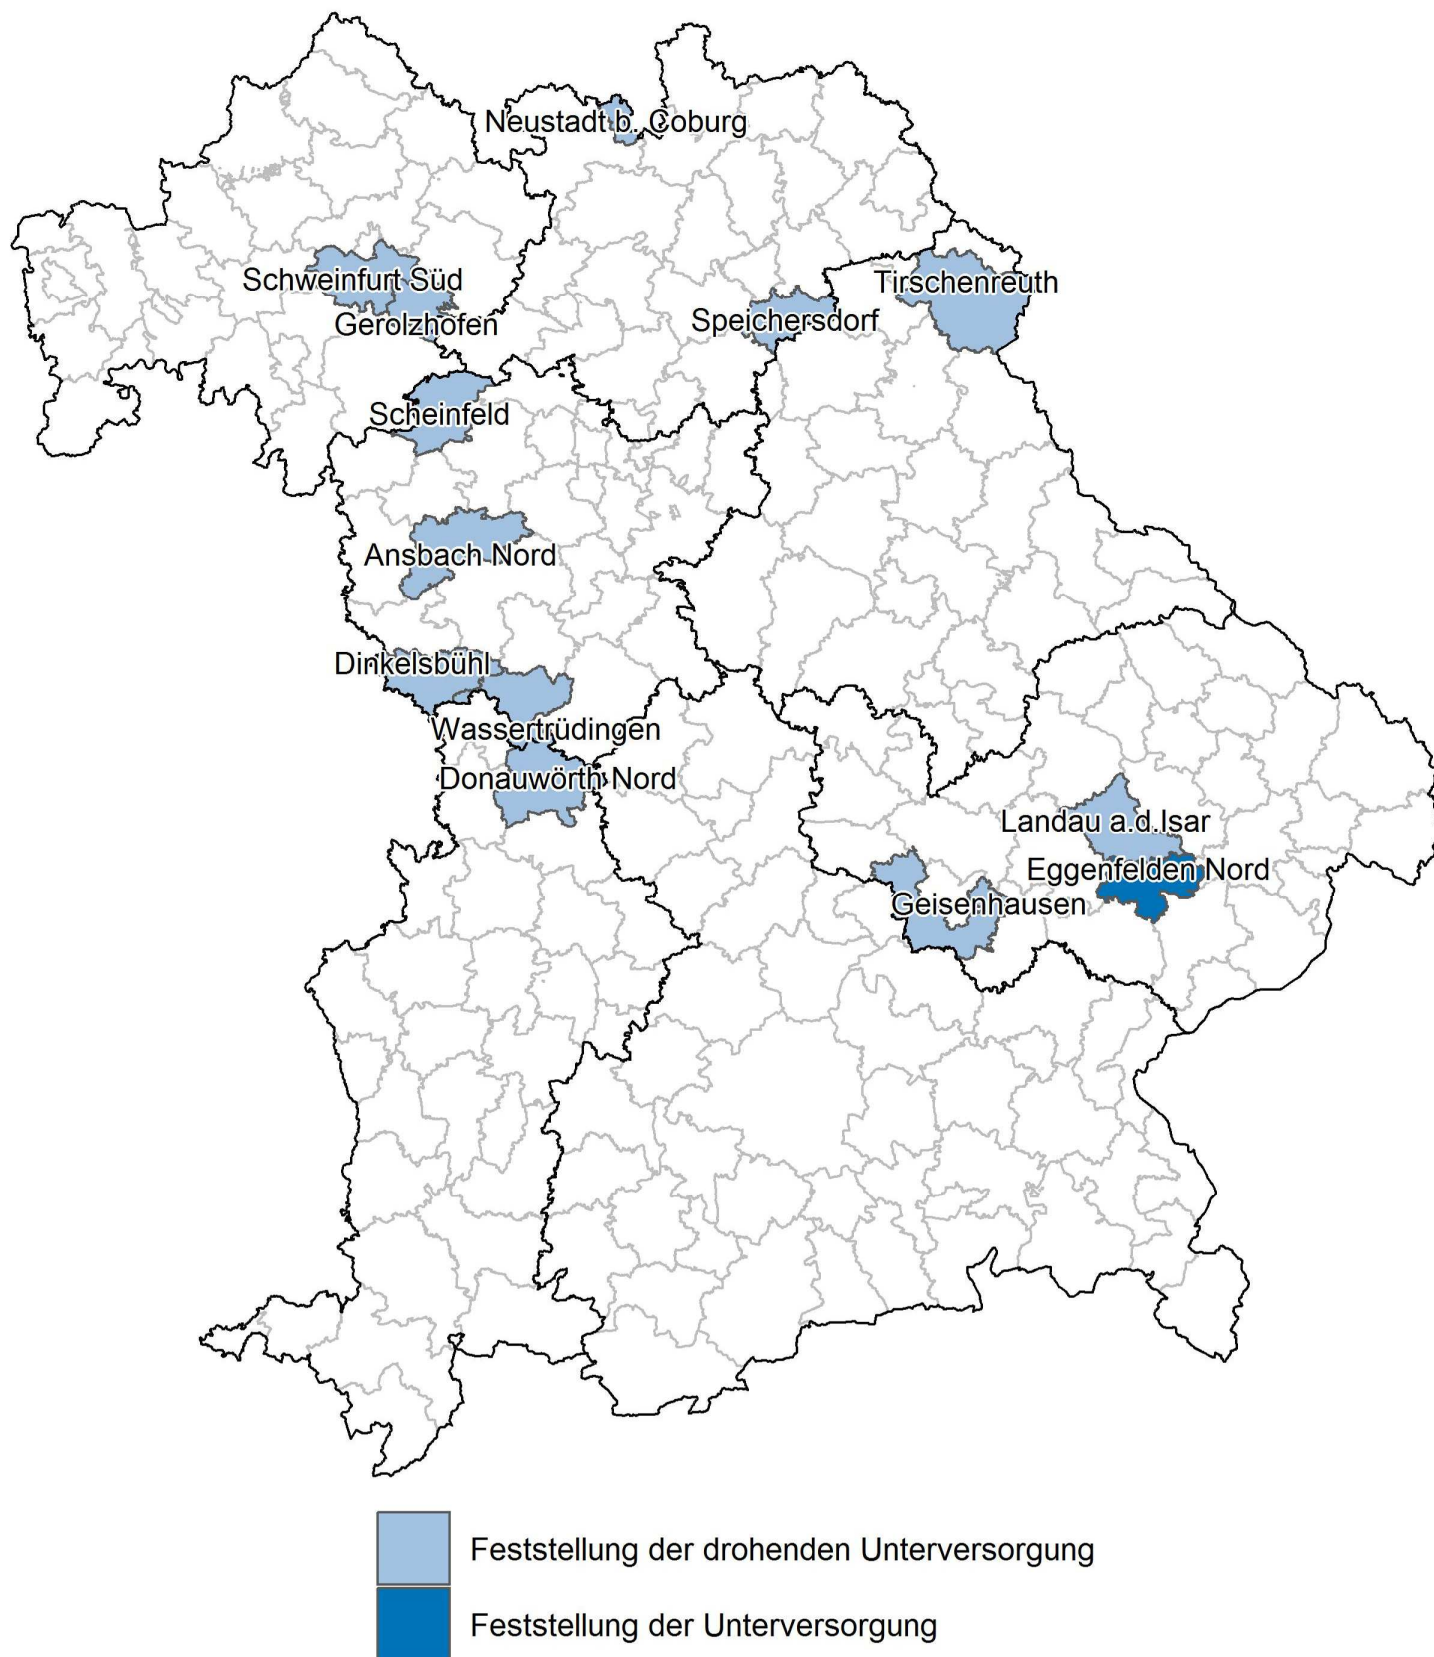 Neustadt b. Coburg
Schweinfurt Süd
Tirschenreuth
Gerolzhofen
Speichersdorf
Scheinfeld
Ansbach Nord
Dinkelsbühl
Wassertrüdingen
Donauwörth Nord
Landau a.d.Isar
Eggenfelden Nord
Geisenhausen
Feststellung der drohenden Unterversorgung
Feststellung der Unterversorgung